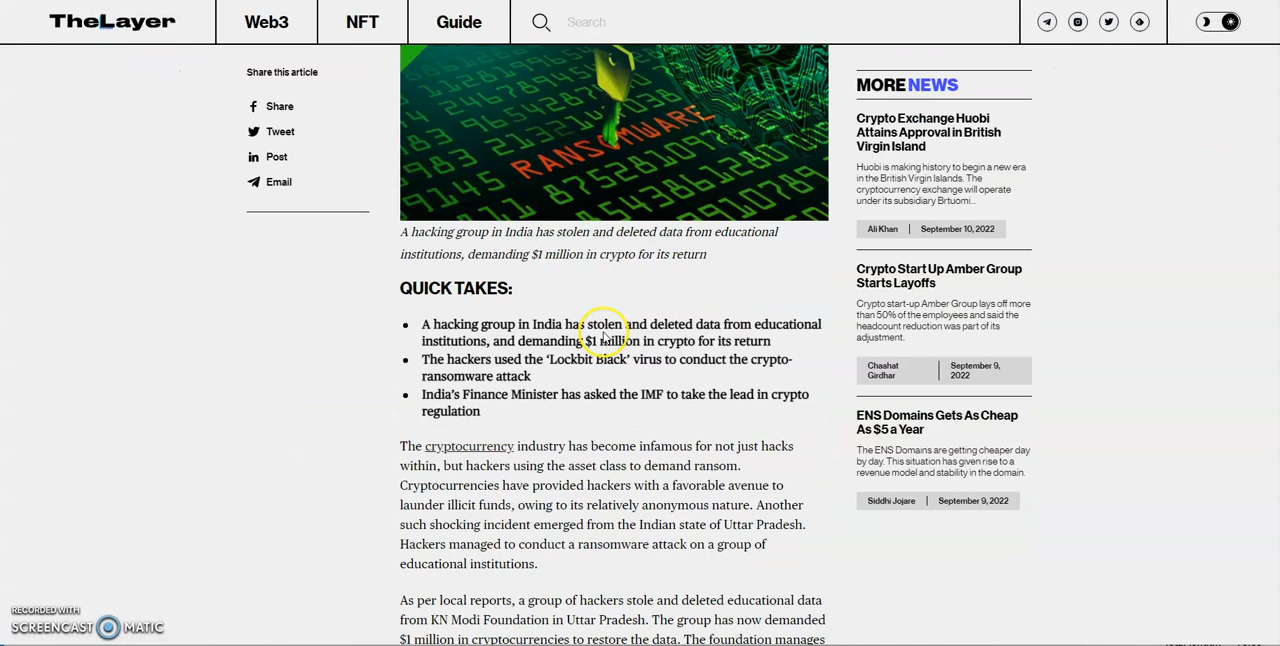 TheLayer
Web3
NFT
Guide
Search
Share this article
Share
Tweet
Post
Email
RANSOMWARE
A hacking group in India has stolen and deleted data from educational
institutions, demanding $1 million in crypto for its return
QUICK TAKES:
A hacking group in India has stolen and deleted data from educational
institutions, and demanding $1 million in crypto for its return
The hackers used the ‘Lockbit Black’ virus to conduct the crypto-
ransomware attack
India’s Finance Minister has asked the IMF to take the lead in crypto
regulation
The cryptocurrency industry has become infamous for not just hacks
within, but hackers using the asset class to demand ransom.
Cryptocurrencies have provided hackers with a favorable avenue to
launder illicit funds, owing to its relatively anonymous nature. Another
such shocking incident emerged from the Indian state of Uttar Pradesh.
Hackers managed to conduct a ransomware attack on a group of
educational institutions.
As per local reports, a group of hackers stole and deleted educational data
from KN Modi Foundation in Uttar Pradesh. The group has now demanded
$1 million in cryptocurrencies to restore the data. The foundation manages
MORE NEWS
Crypto Exchange Huobi
Attains Approval in British
Virgin Island
Huobi is making history to begin a new era
in the British Virgin Islands. The
cryptocurrency exchange will operate
under its subsidiary Brtuomi...
Ali Khan | September 10, 2022
Crypto Start Up Amber Group
Starts Layoffs
Crypto start-up Amber Group lays off more
than 50% of the employees and said the
headcount reduction was part of its
adjustment.
Chaahat
Girdhar
September 9,
2022
ENS Domains Gets As Cheap
As $5 a Year
The ENS Domains are getting cheaper day
by day. This situation has given rise to a
revenue model and stability in the domain.
Siddhi Jojare | September 9, 2022
RECORDED WITH
SCREENCAST MATIC